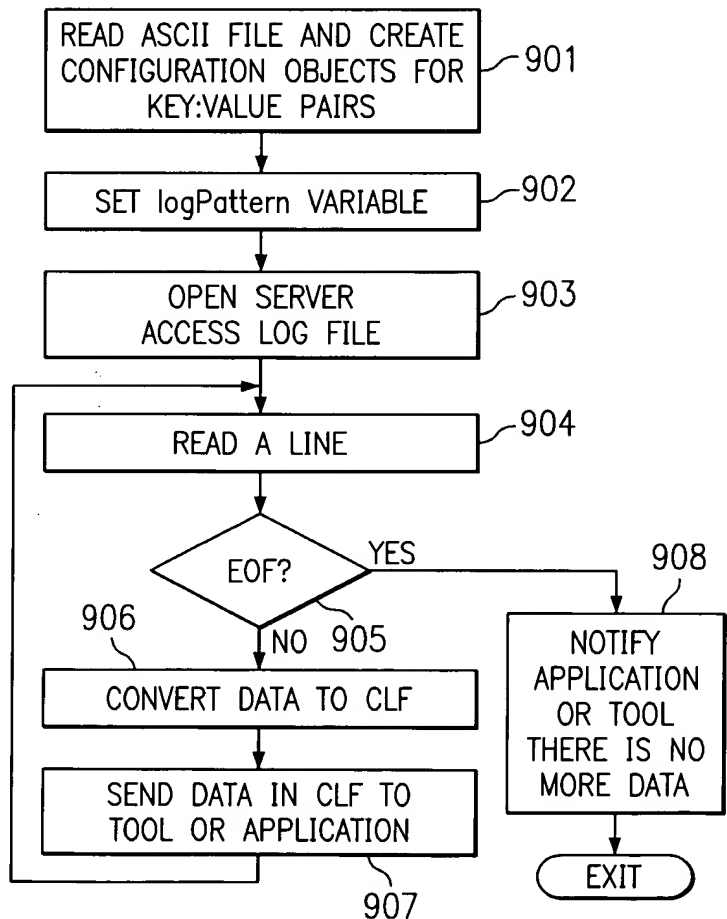 READ ASCII FILE AND CREATE
CONFIGURATION OBJECTS FOR
KEY:VALUE PAIRS
901
SET logPattern VARIABLE
902
OPEN SERVER
ACCESS LOG FILE
903
READ A LINE
904
EOF?
YES
905
NO
906
CONVERT DATA TO CLF
SEND DATA IN CLF TO
TOOL OR APPLICATION
907
908
NOTIFY
APPLICATION
OR TOOL
THERE IS NO
MORE DATA
EXIT